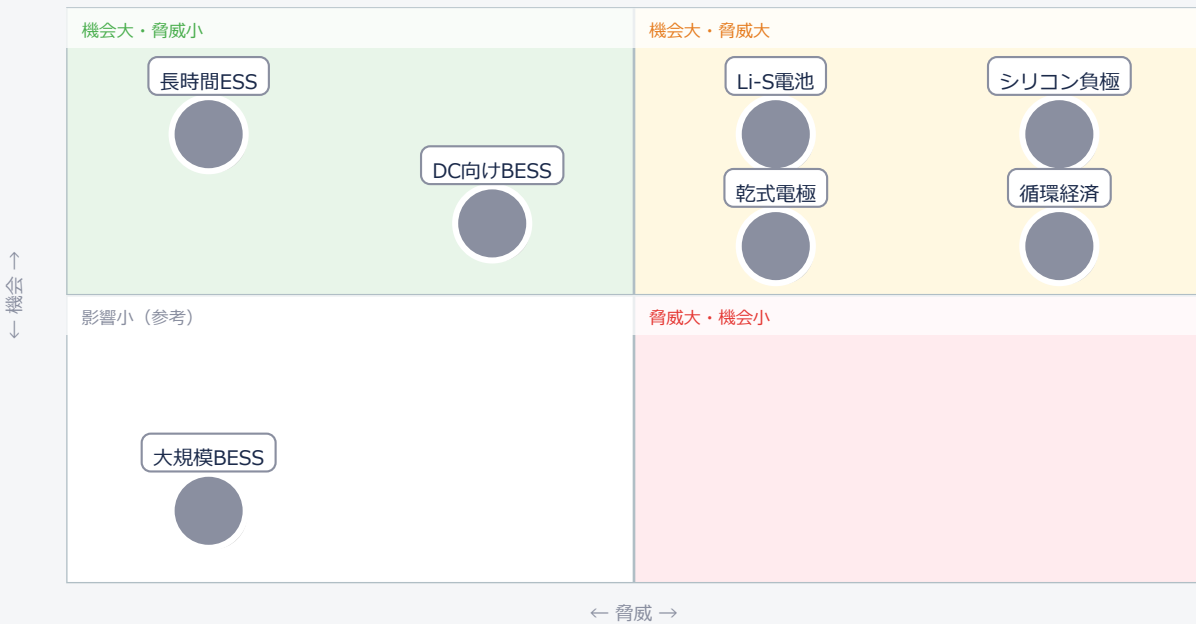 機会大・脅威小
機会大・脅威大
長時間ESS
Li-S電池
シリコン負極
DC向けBESS
乾式電極
循環経済
← 機会 →
影響小（参考）
脅威大・機会小
大規模BESS
← 脅威 →